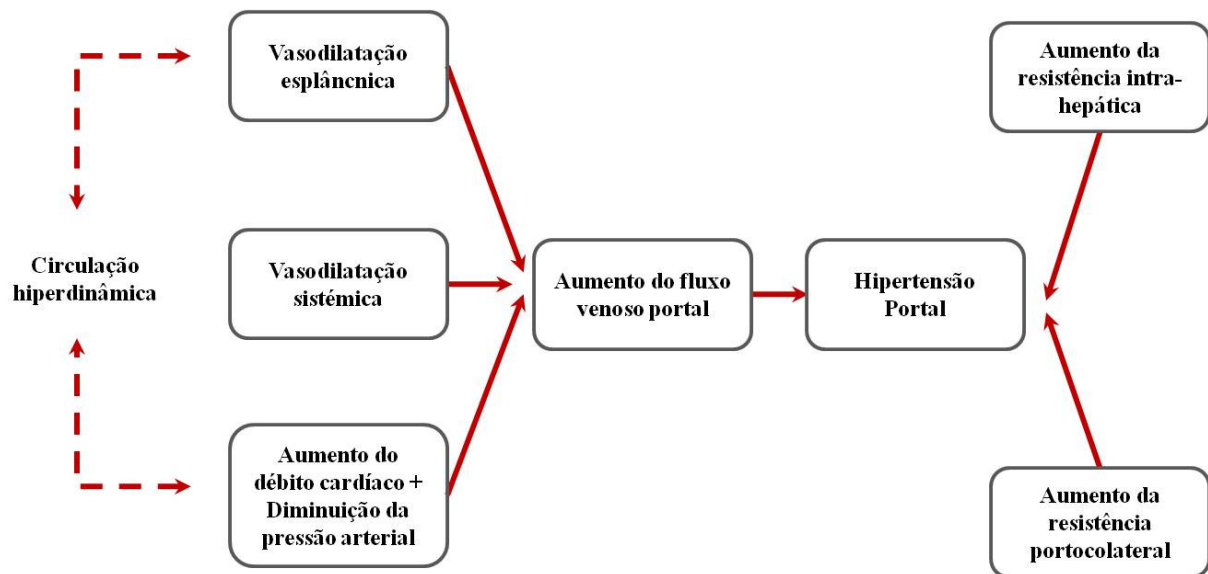 Vasodilatação
esplâncnica
Aumento da
resistência intra-
hepática
Circulação
hiperdinâmica
Vasodilatação
sistémica
Aumento do fluxo
venoso portal
Hipertensão
Portal
Aumento do
débito cardíaco +
Diminuição da
pressão arterial
Aumento da
resistência
portocolateral